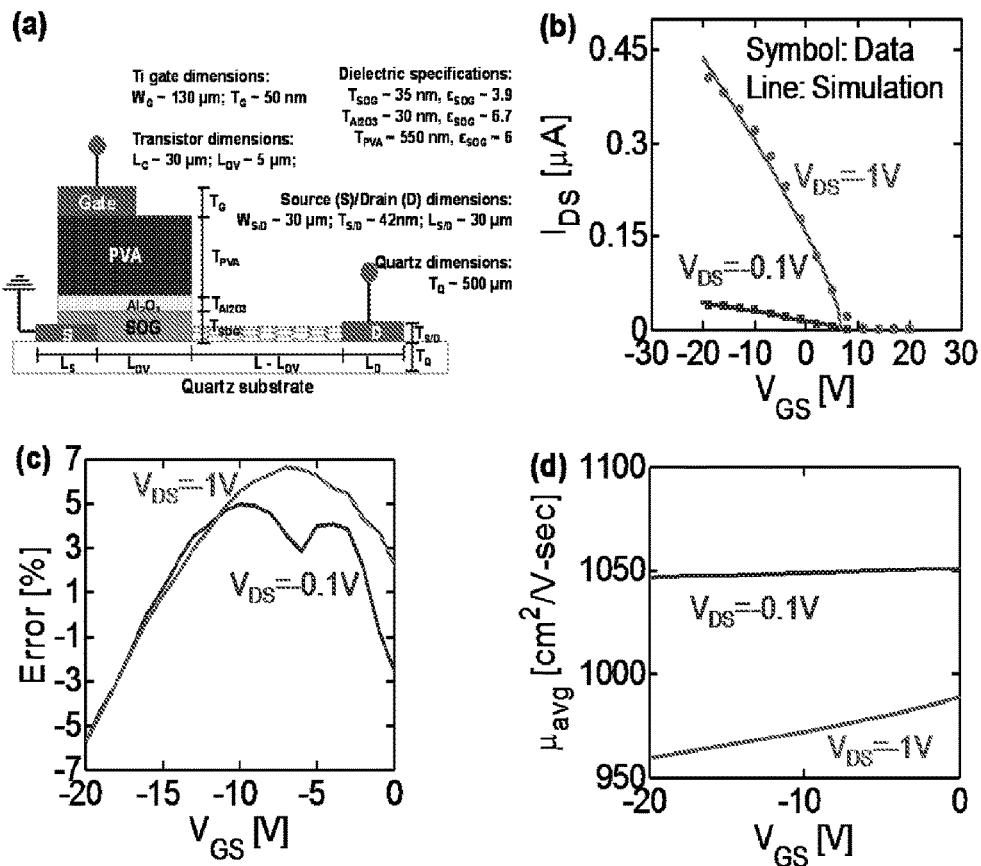 (a)
Ti gate dimensions:
W_G ~ 130 µm; T_G ~ 50 nm
Transistor dimensions:
L_C ~ 30 µm; L_OV ~ 5 µm;
Dielectric specifications:
T_SOG ~ 35 nm, ε_SOG ~ 3.9
T_Al2O3 ~ 30 nm, ε_SOG ~ 6.7
T_PVA ~ 550 nm, ε_SOG ~ 6
Source (S)/Drain (D) dimensions:
W_S/D ~ 30 µm; T_S/D ~ 42nm; L_S/D ~ 30 µm
Quartz dimensions:
T_Q ~ 500 µm
Gate
T_G
PVA
T_PVA
Al2O3
T_Al2O3
SOG
T_SOG
S
D
T_S/D
L_S
L_OV
L - L_OV
L_D
T_Q
Quartz substrate
(b)
I_DS [µA]
0.45
0.3
0.15
0
Symbol: Data
Line: Simulation
V_DS=-1V
V_DS=-0.1V
-30 -20 -10 0 10 20 30
V_GS [V]
(c)
Error [%]
7
5
3
1
-1
-3
-5
-7
V_DS=-1V
V_DS=-0.1V
-20 -15 -10 -5 0
V_GS [V]
(d)
µ_avg [cm²/V-sec]
1100
1050
1000
950
V_DS=-0.1V
V_DS=-1V
-20 -10 0
V_GS [V]